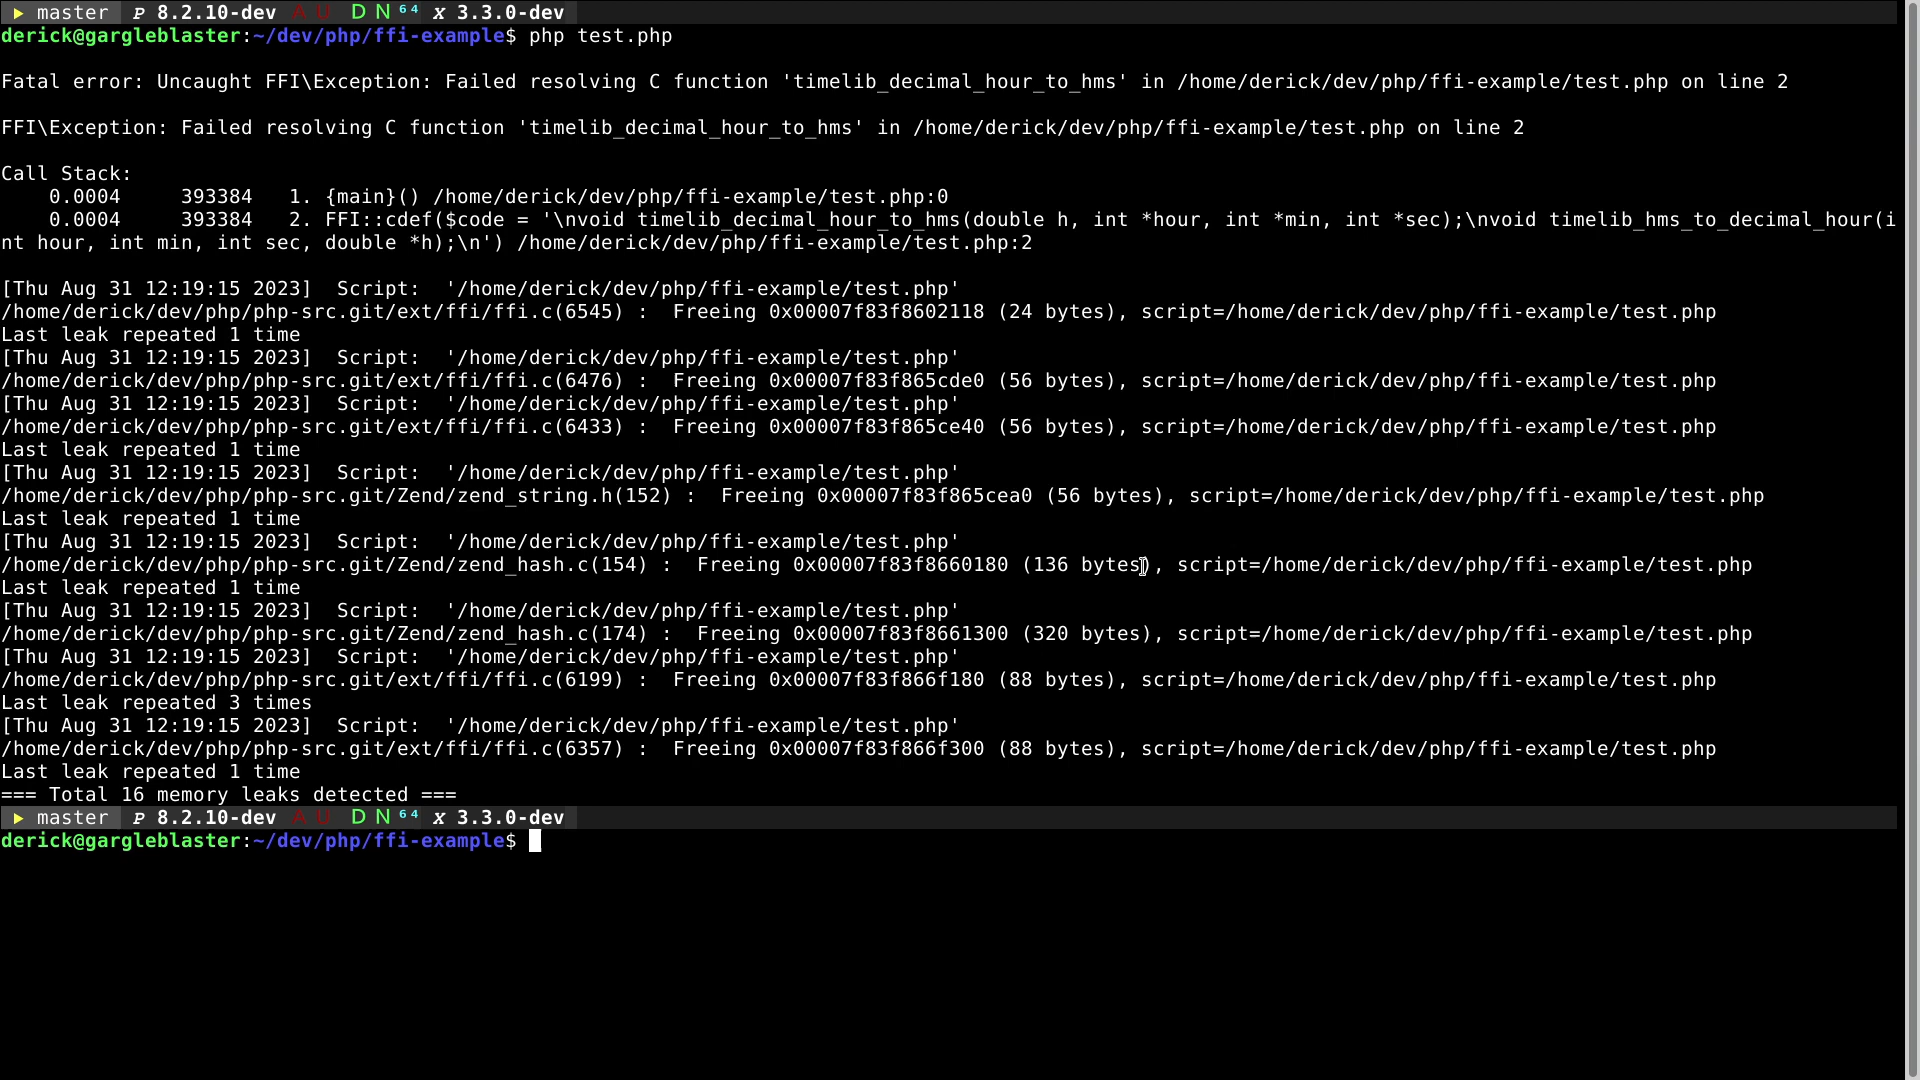 ▶ master P 8.2.10-dev A U D N 64 X 3.3.0-dev
derick@gargleblaster:~/dev/php/ffi-example$ php test.php
Fatal error: Uncaught FFI\Exception: Failed resolving C function 'timelib_decimal_hour_to_hms' in /home/derick/dev/php/ffi-example/test.php on line 2
FFI\Exception: Failed resolving C function 'timelib_decimal_hour_to_hms' in /home/derick/dev/php/ffi-example/test.php on line 2
Call Stack:
    0.0004     393384   1. {main}() /home/derick/dev/php/ffi-example/test.php:0
    0.0004     393384   2. FFI::cdef($code = '\nvoid timelib_decimal_hour_to_hms(double h, int *hour, int *min, int *sec);\nvoid timelib_hms_to_decimal_hour(i
nt hour, int min, int sec, double *h);\n') /home/derick/dev/php/ffi-example/test.php:2
[Thu Aug 31 12:19:15 2023]  Script:  '/home/derick/dev/php/ffi-example/test.php'
/home/derick/dev/php/php-src.git/ext/ffi/ffi.c(6545) :  Freeing 0x00007f83f8602118 (24 bytes), script=/home/derick/dev/php/ffi-example/test.php
Last leak repeated 1 time
[Thu Aug 31 12:19:15 2023]  Script:  '/home/derick/dev/php/ffi-example/test.php'
/home/derick/dev/php/php-src.git/ext/ffi/ffi.c(6476) :  Freeing 0x00007f83f865cde0 (56 bytes), script=/home/derick/dev/php/ffi-example/test.php
[Thu Aug 31 12:19:15 2023]  Script:  '/home/derick/dev/php/ffi-example/test.php'
/home/derick/dev/php/php-src.git/ext/ffi/ffi.c(6433) :  Freeing 0x00007f83f865ce40 (56 bytes), script=/home/derick/dev/php/ffi-example/test.php
Last leak repeated 1 time
[Thu Aug 31 12:19:15 2023]  Script:  '/home/derick/dev/php/ffi-example/test.php'
/home/derick/dev/php/php-src.git/Zend/zend_string.h(152) :  Freeing 0x00007f83f865cea0 (56 bytes), script=/home/derick/dev/php/ffi-example/test.php
Last leak repeated 1 time
[Thu Aug 31 12:19:15 2023]  Script:  '/home/derick/dev/php/ffi-example/test.php'
/home/derick/dev/php/php-src.git/Zend/zend_hash.c(154) :  Freeing 0x00007f83f8660180 (136 bytes), script=/home/derick/dev/php/ffi-example/test.php
Last leak repeated 1 time
[Thu Aug 31 12:19:15 2023]  Script:  '/home/derick/dev/php/ffi-example/test.php'
/home/derick/dev/php/php-src.git/Zend/zend_hash.c(174) :  Freeing 0x00007f83f8661300 (320 bytes), script=/home/derick/dev/php/ffi-example/test.php
[Thu Aug 31 12:19:15 2023]  Script:  '/home/derick/dev/php/ffi-example/test.php'
/home/derick/dev/php/php-src.git/ext/ffi/ffi.c(6199) :  Freeing 0x00007f83f866f180 (88 bytes), script=/home/derick/dev/php/ffi-example/test.php
Last leak repeated 3 times
[Thu Aug 31 12:19:15 2023]  Script:  '/home/derick/dev/php/ffi-example/test.php'
/home/derick/dev/php/php-src.git/ext/ffi/ffi.c(6357) :  Freeing 0x00007f83f866f300 (88 bytes), script=/home/derick/dev/php/ffi-example/test.php
Last leak repeated 1 time
=== Total 16 memory leaks detected ===
▶ master P 8.2.10-dev A U D N 64 X 3.3.0-dev
derick@gargleblaster:~/dev/php/ffi-example$